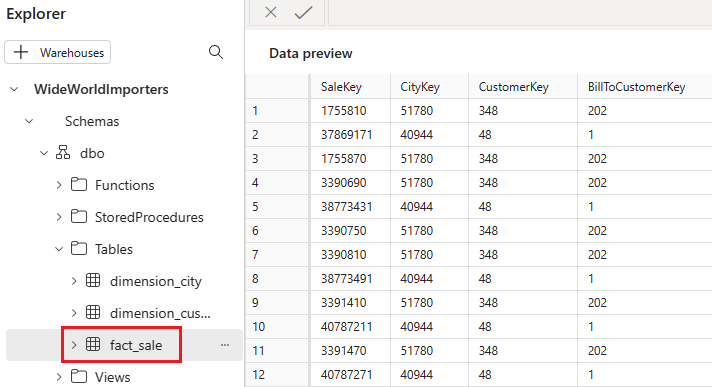 Explorer
+ Warehouses
WideWorldImporters
Schemas
dbo
Functions
StoredProcedures
Tables
dimension_city
dimension_cus...
fact_sale ...
Views
Data preview
SaleKey CityKey CustomerKey BillToCustomerKey
1 1755810 51780 348 202
2 37869171 40944 48 1
3 1755870 51780 348 202
4 3390690 51780 348 202
5 38773431 40944 48 1
6 3390750 51780 348 202
7 3390810 51780 348 202
8 38773491 40944 48 1
9 3391410 51780 348 202
10 40787211 40944 48 1
11 3391470 51780 348 202
12 40787271 40944 48 1